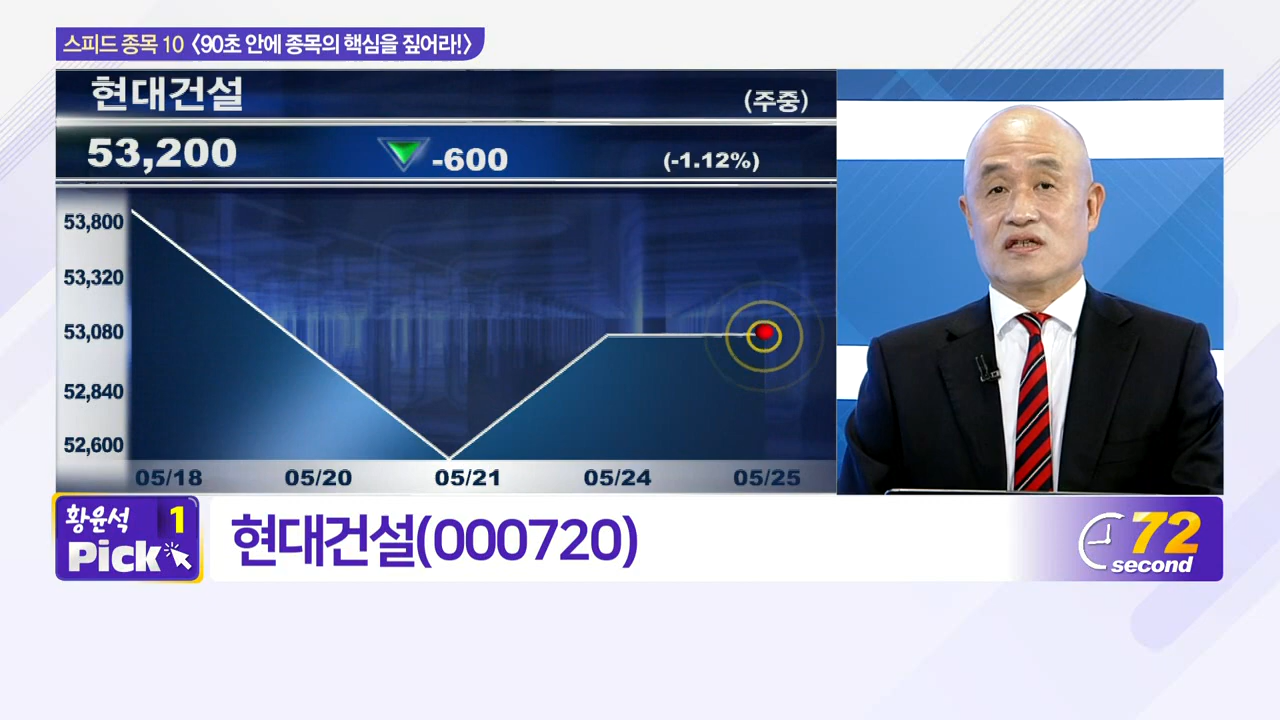 스피드 종목 10 〈90초 안에 종목의 핵심을 짚어라!〉
현대건설
(주중)
53,200
-600
(-1.12%)
53,800
53,320
53,080
52,840
52,600
05/18 05/20 05/21 05/24 05/25
황윤석 1
Pick
현대건설(000720)
72
second